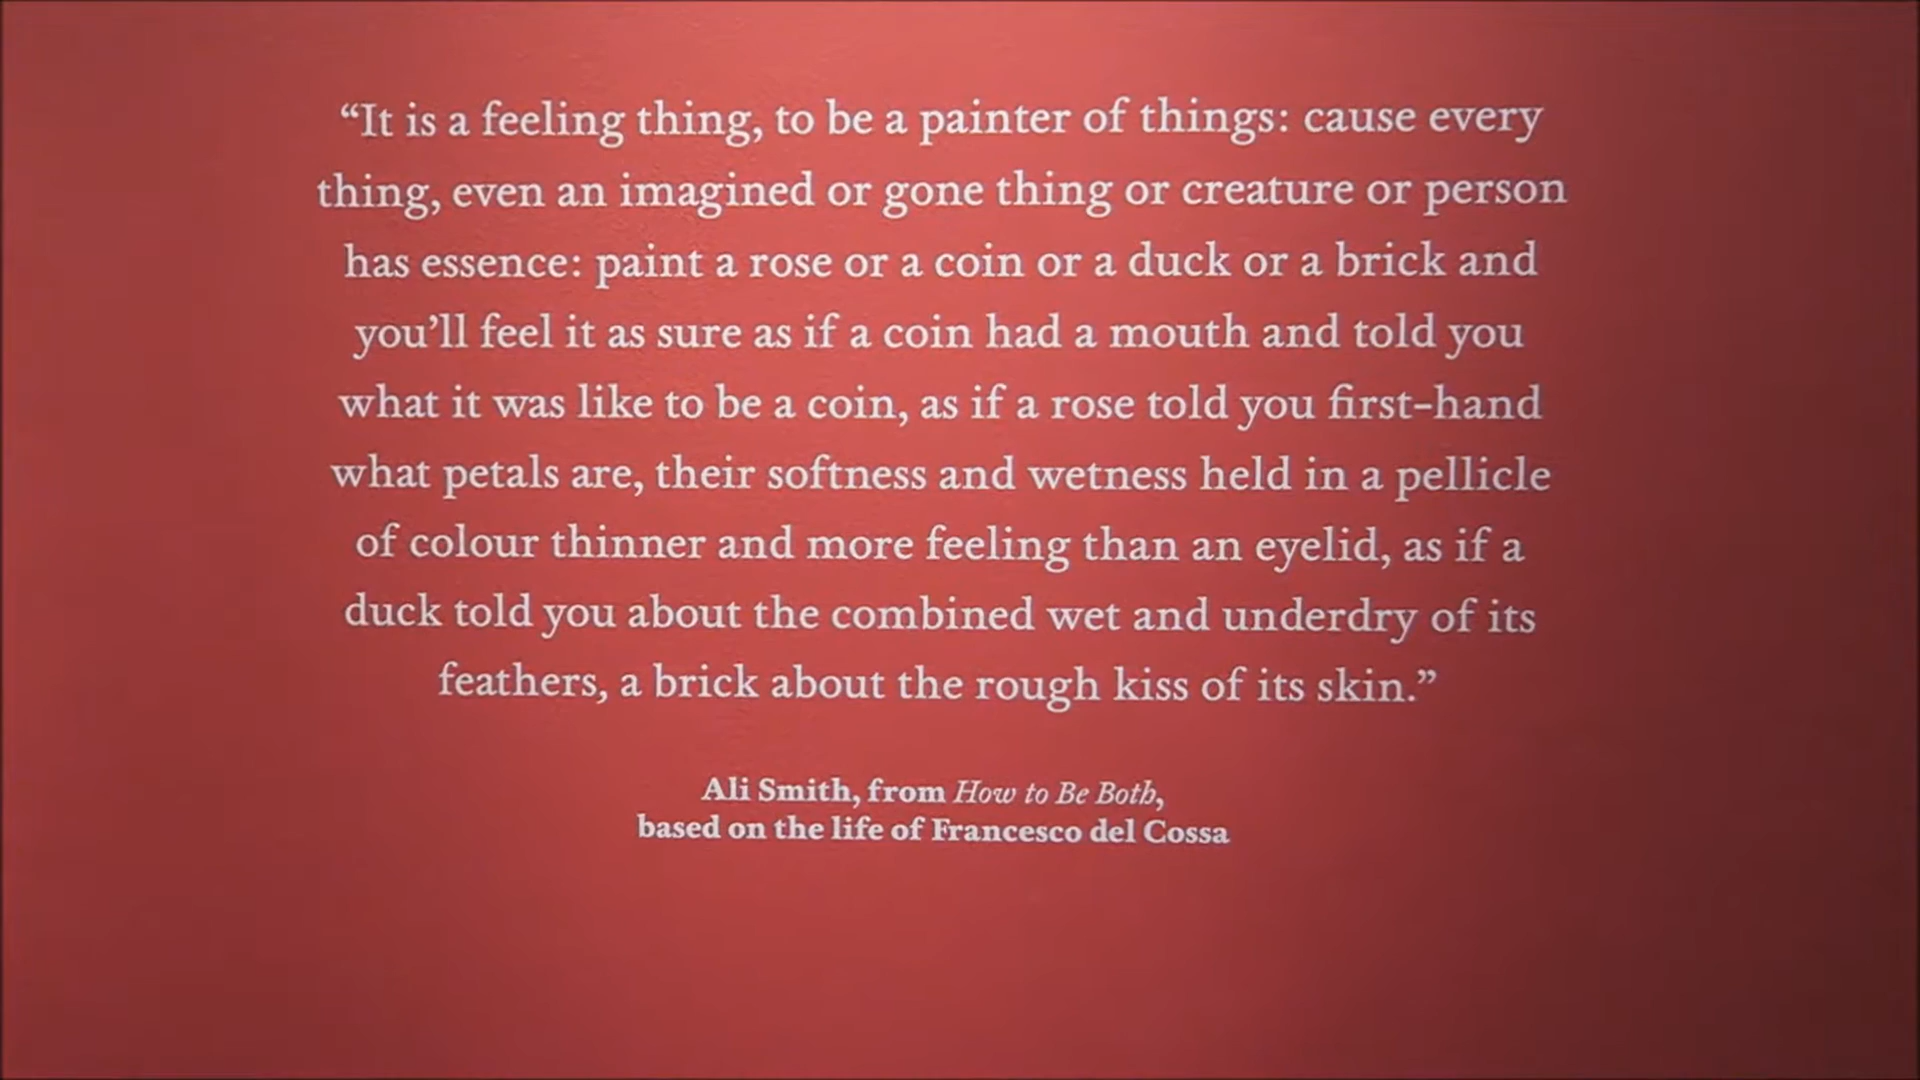 “It is a feeling thing, to be a painter of things: cause every
thing, even an imagined or gone thing or creature or person
has essence: paint a rose or a coin or a duck or a brick and
you’ll feel it as sure as if a coin had a mouth and told you
what it was like to be a coin, as if a rose told you first-hand
what petals are, their softness and wetness held in a pellicle
of colour thinner and more feeling than an eyelid, as if a
duck told you about the combined wet and underdry of its
feathers, a brick about the rough kiss of its skin.”
Ali Smith, from How to Be Both,
based on the life of Francesco del Cossa